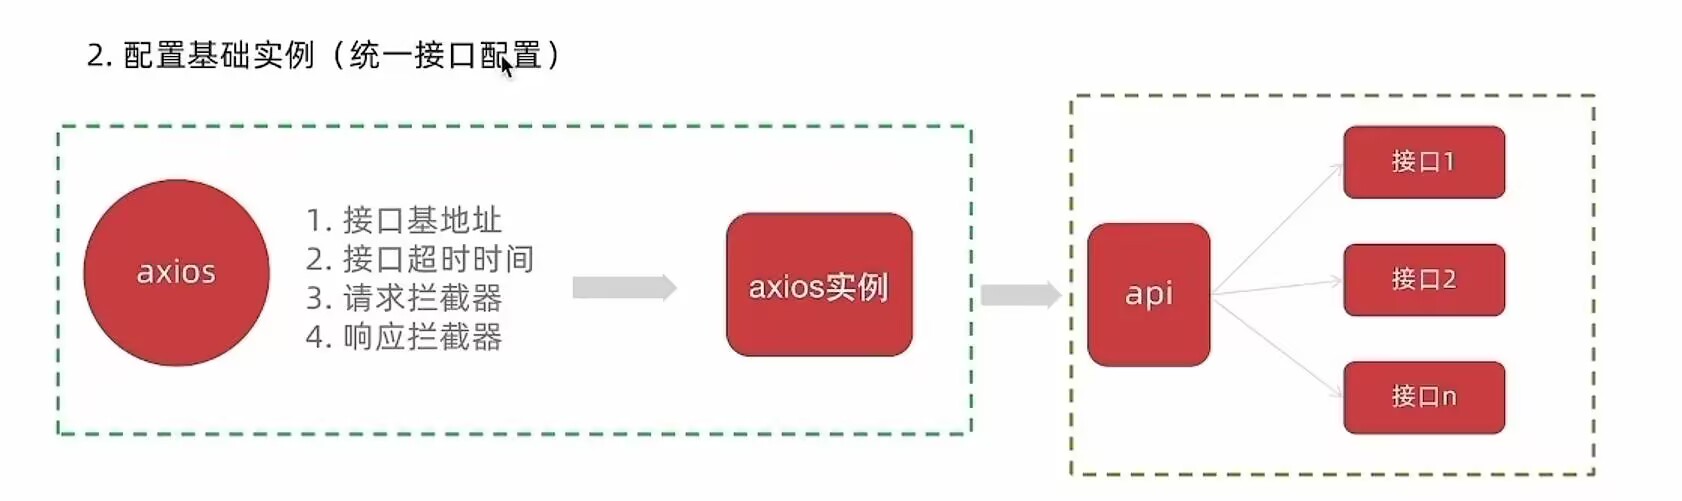 2. 配置基础实例（统一接口配置）
axios
1. 接口基地址
2. 接口超时时间
3. 请求拦截器
4. 响应拦截器
axios实例
api
接口1
接口2
接口n